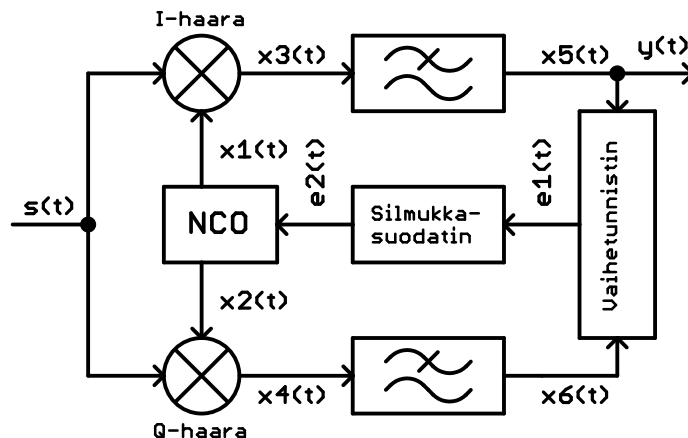 I-haara
x3(t)
x5(t)
y(t)
x1(t)
e2(t)
e1(t)
s(t)
NCO
Silmukka-
suodatin
Vaihetunnistin
x2(t)
x4(t)
x6(t)
Q-haara